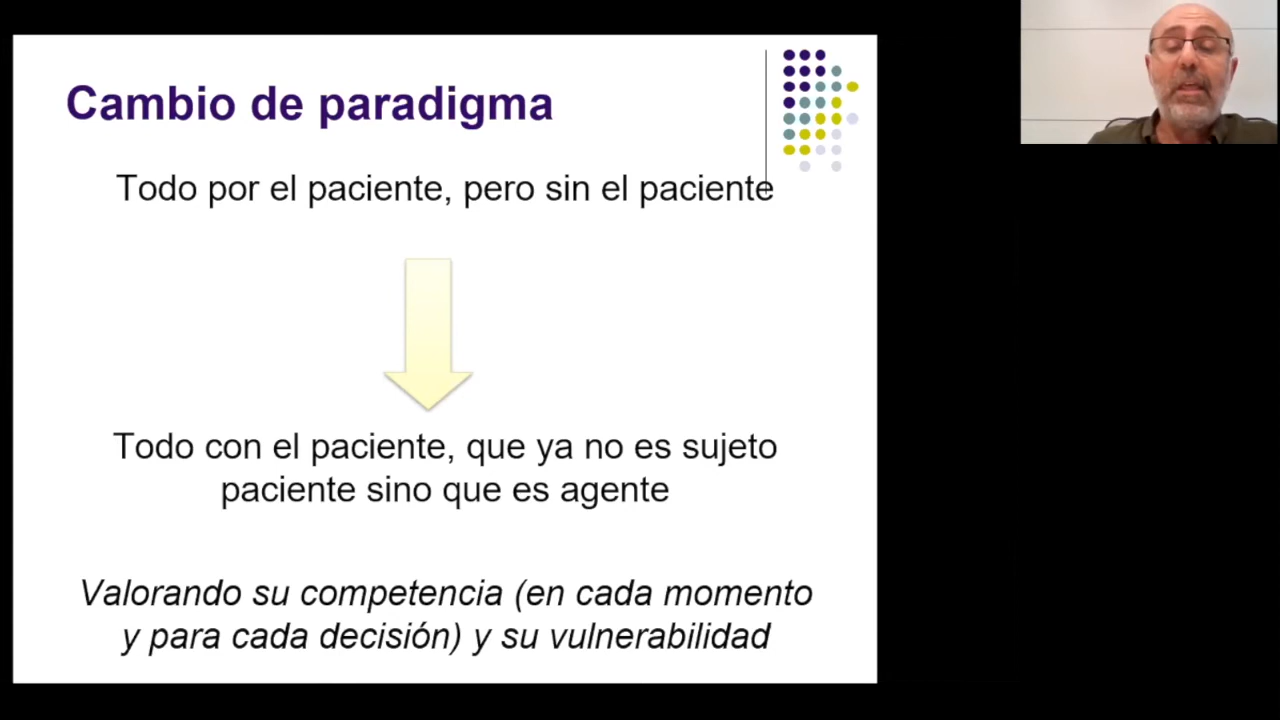 Cambio de paradigma
Todo por el paciente, pero sin el paciente
Todo con el paciente, que ya no es sujeto
paciente sino que es agente
Valorando su competencia (en cada momento
y para cada decisión) y su vulnerabilidad